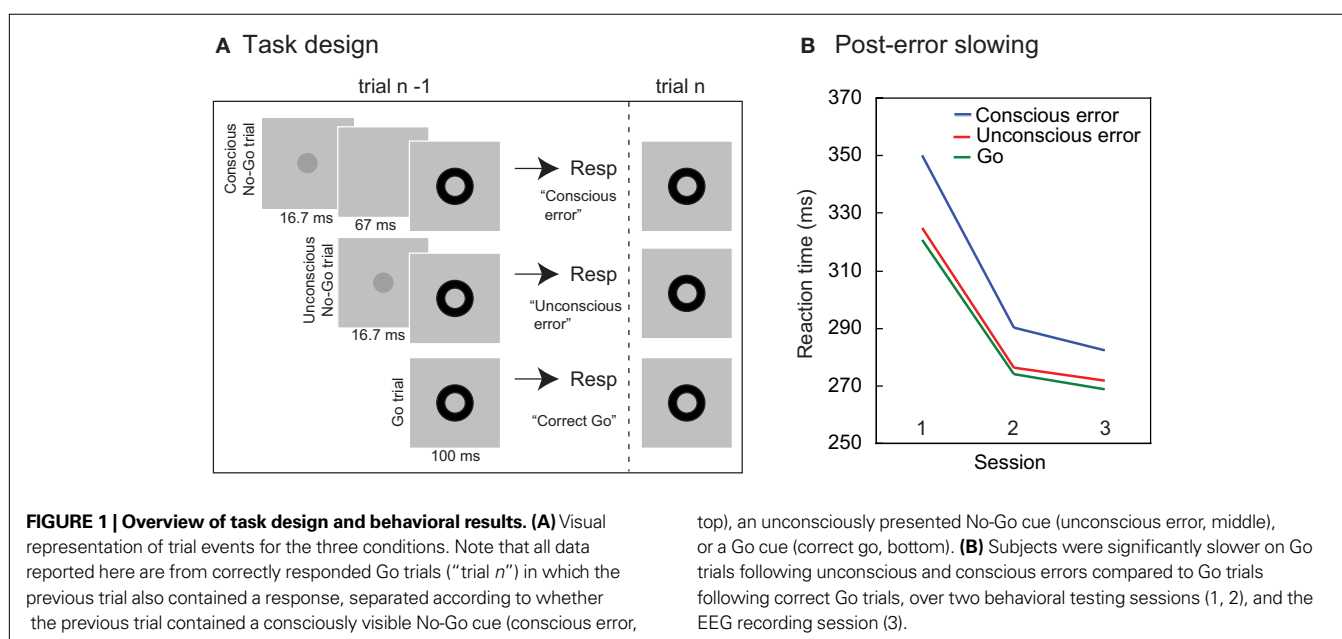 A Task design
trial n -1
trial n
Conscious
No-Go trial
16.7 ms
67 ms
Resp
"Conscious
error"
Unconscious
No-Go trial
16.7 ms
Resp
"Unconscious
error"
Go trial
100 ms
Resp
"Correct Go"
B Post-error slowing
Reaction time (ms)
370
350
330
310
290
270
250
Conscious error
Unconscious error
Go
1 2 3
Session
FIGURE 1 | Overview of task design and behavioral results. (A) Visual
representation of trial events for the three conditions. Note that all data
reported here are from correctly responded Go trials (“trial n”) in which the
previous trial also contained a response, separated according to whether
the previous trial contained a consciously visible No-Go cue (conscious error,
top), an unconsciously presented No-Go cue (unconscious error, middle),
or a Go cue (correct go, bottom). (B) Subjects were significantly slower on Go
trials following unconscious and conscious errors compared to Go trials
following correct Go trials, over two behavioral testing sessions (1, 2), and the
EEG recording session (3).